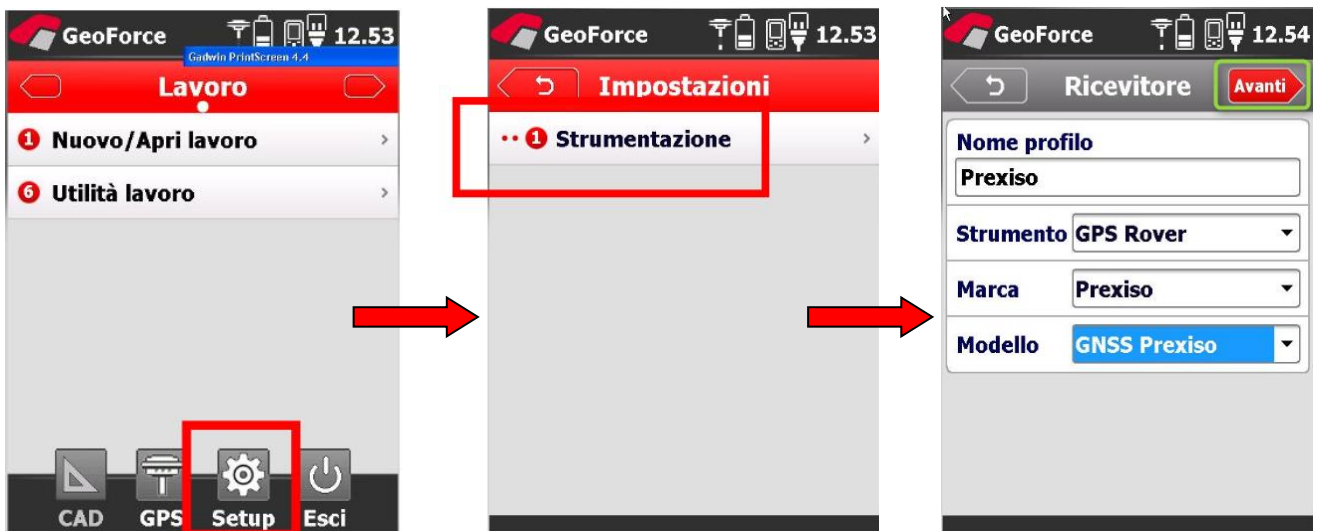 GeoForce 12.53
Gadwin PrintScreen 4.4
Lavoro
1 Nuovo/Apri lavoro
6 Utilità lavoro
CAD GPS Setup Esci
GeoForce 12.53
Impostazioni
1 Strumentazione
GeoForce 12.54
Ricevitore Avanti
Nome profilo
Prexiso
Strumento GPS Rover
Marca Prexiso
Modello GNSS Prexiso